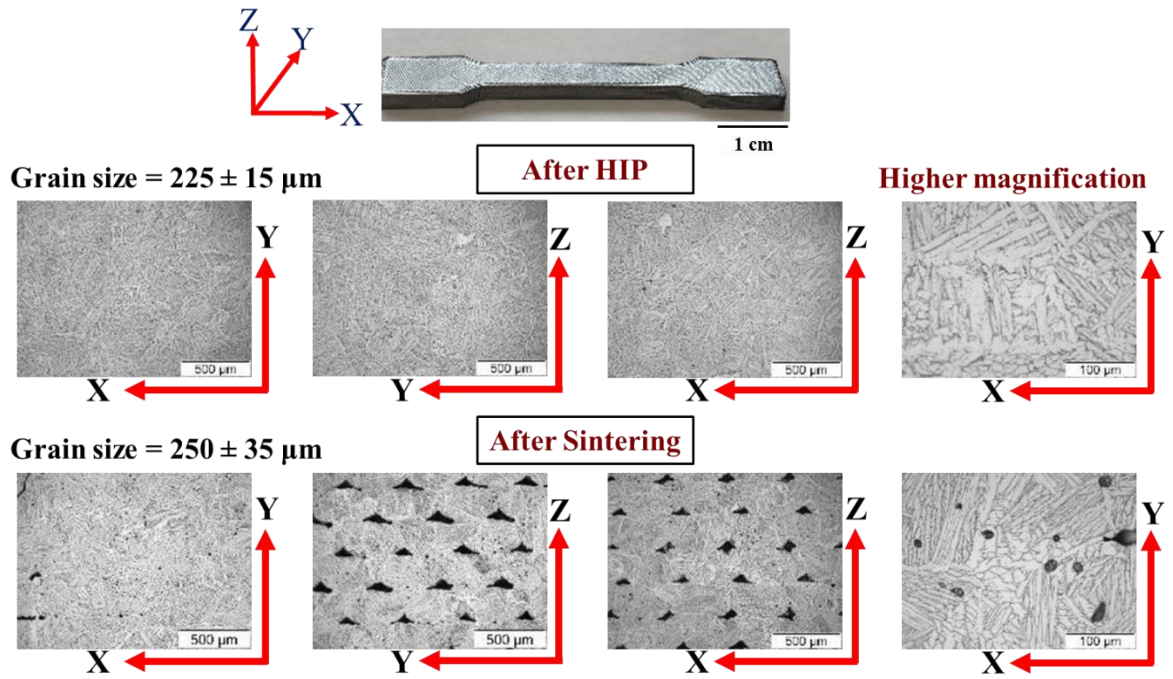 Z
Y
X
1 cm
After HIP
Grain size = 225 ± 15 µm
Higher magnification
Y
Z
Z
Y
500 µm
500 µm
500 µm
100 µm
X
Y
X
X
After Sintering
Grain size = 250 ± 35 µm
Y
Z
Z
Y
500 µm
500 µm
500 µm
100 µm
X
Y
X
X